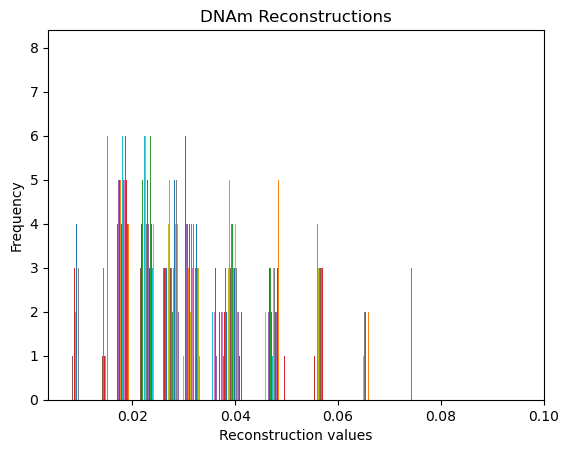 DNAm Reconstructions
Frequency
8
7
6
5
4
3
2
1
0
0.02 0.04 0.06 0.08 0.10
Reconstruction values